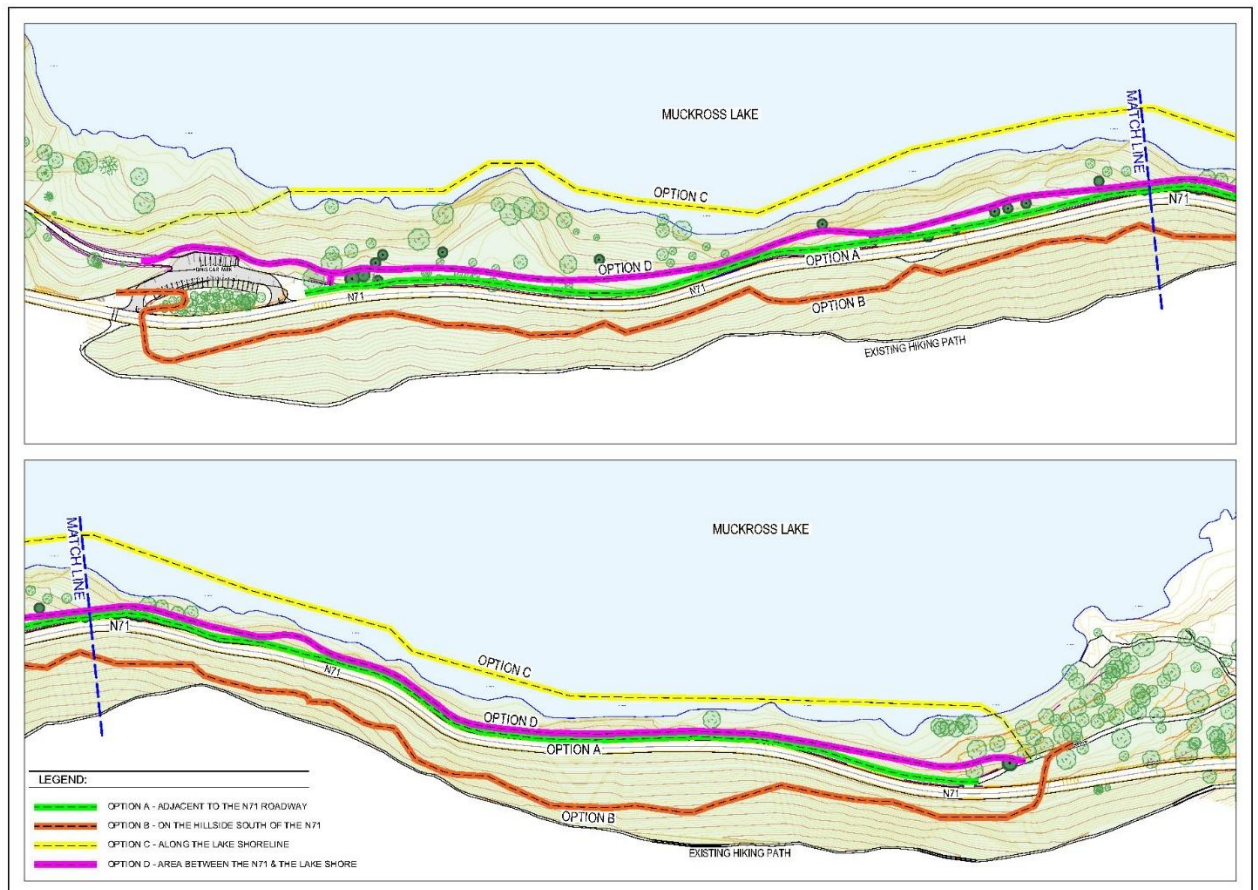 MUCKROSS LAKE
MATCH LINE
OPTION C
N71
OPTION D
OPTION A
N71
N71
OPTION B
EXISTING HIKING PATH
MUCKROSS LAKE
MATCH LINE
N71
N71
OPTION C
OPTION D
OPTION A
N71
OPTION B
EXISTING HIKING PATH
LEGEND:
OPTION A - ADJACENT TO THE N71 ROADWAY
OPTION B - ON THE HILLSIDE SOUTH OF THE N71
OPTION C - ALONG THE LAKE SHORELINE
OPTION D - AREA BETWEEN THE N71 & THE LAKE SHORE